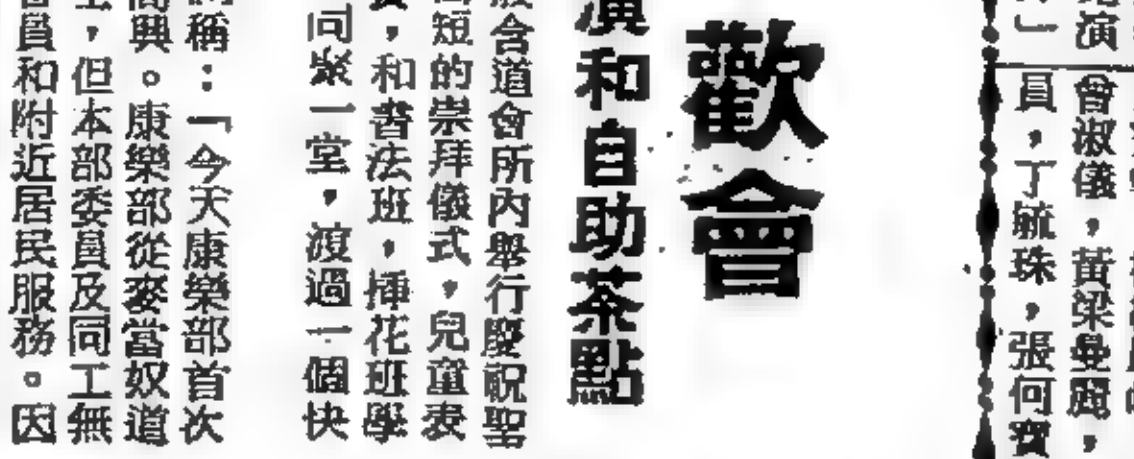 演
曾淑儀，黃梁曼閥，
員，丁毓珠，張何寶
歡會
演和自助茶點
含道會所內舉行慶祝聖
短的崇拜儀式，兒童表
，和書法班，插花班學
同聚一堂，渡過一個快
稱：「今天康樂部首次
興。康樂部從麥當奴道
，但本部委員及同工無
員和附近居民服務。因